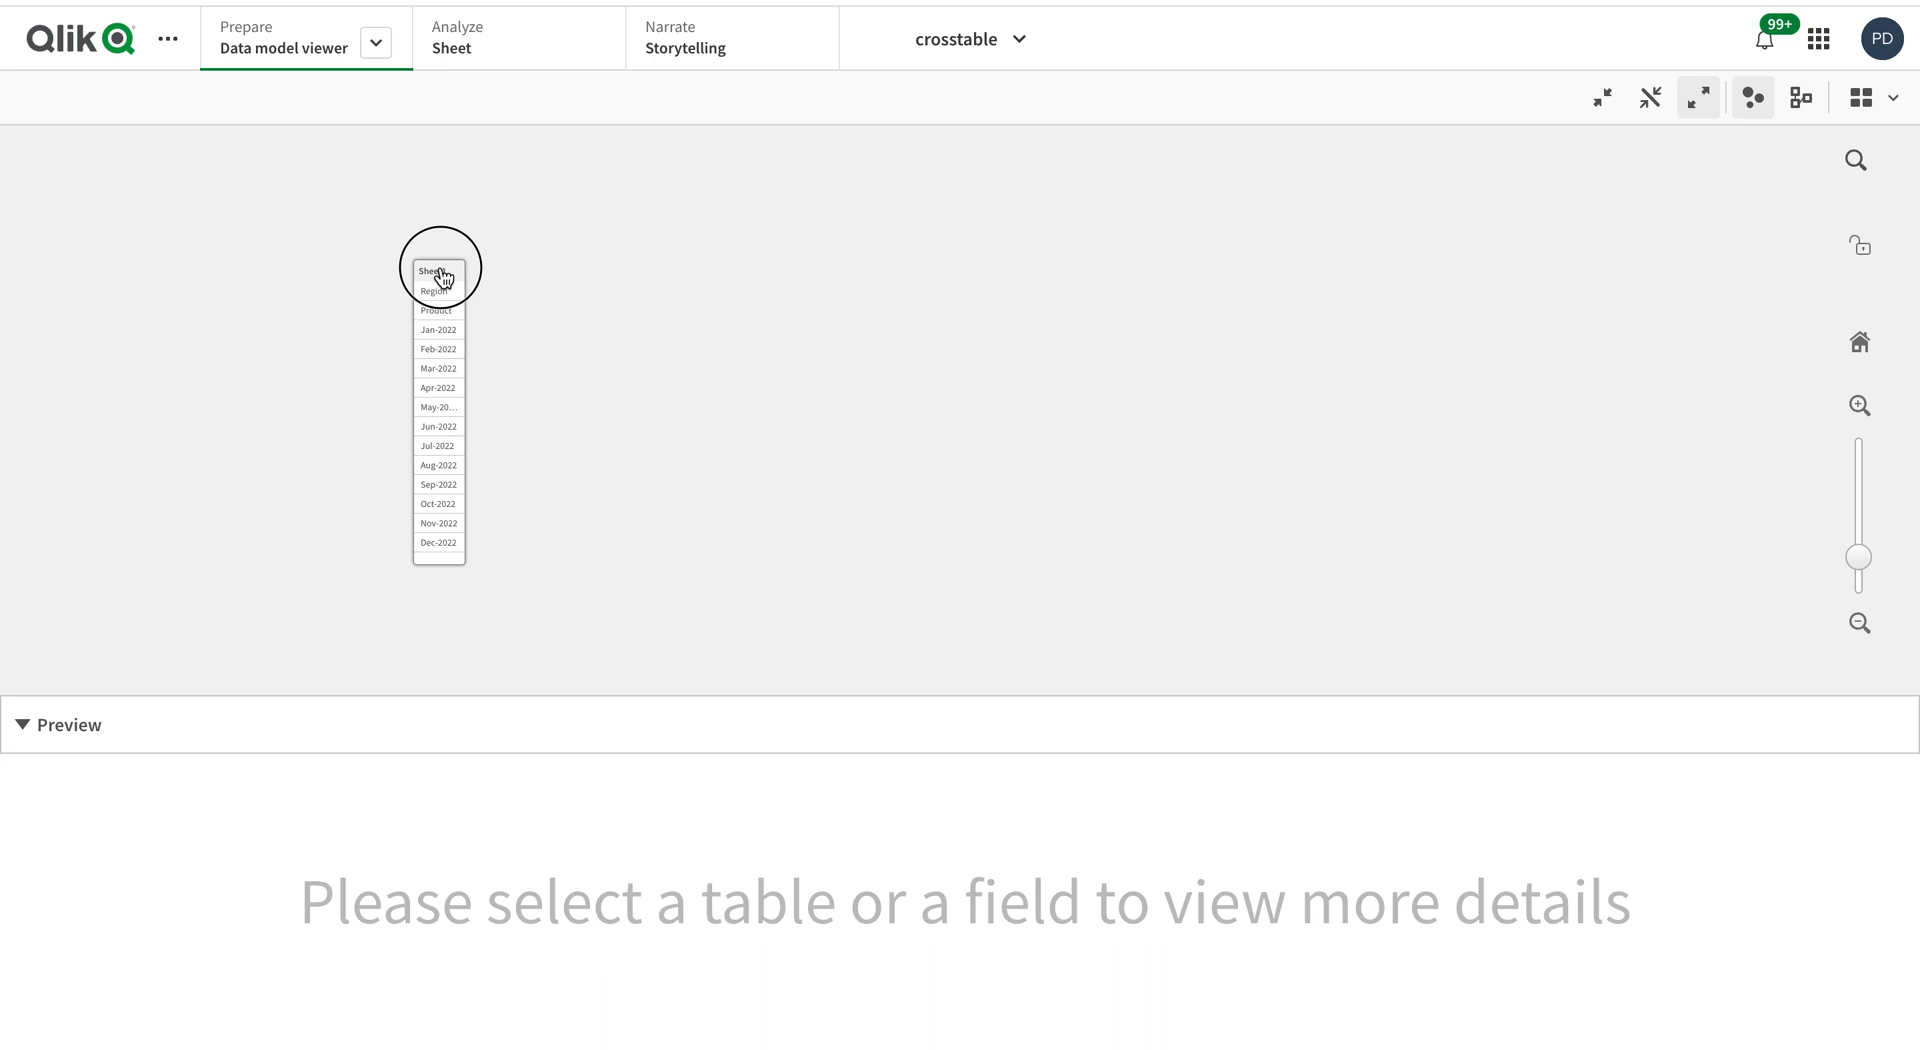 Qlik
Prepare
Data model viewer
Analyze
Sheet
Narrate
Storytelling
crosstable
99+
PD
Region
Product
Jan-2022
Feb-2022
Mar-2022
Apr-2022
May-20...
Jun-2022
Jul-2022
Aug-2022
Sep-2022
Oct-2022
Nov-2022
Dec-2022
Preview
Please select a table or a field to view more details